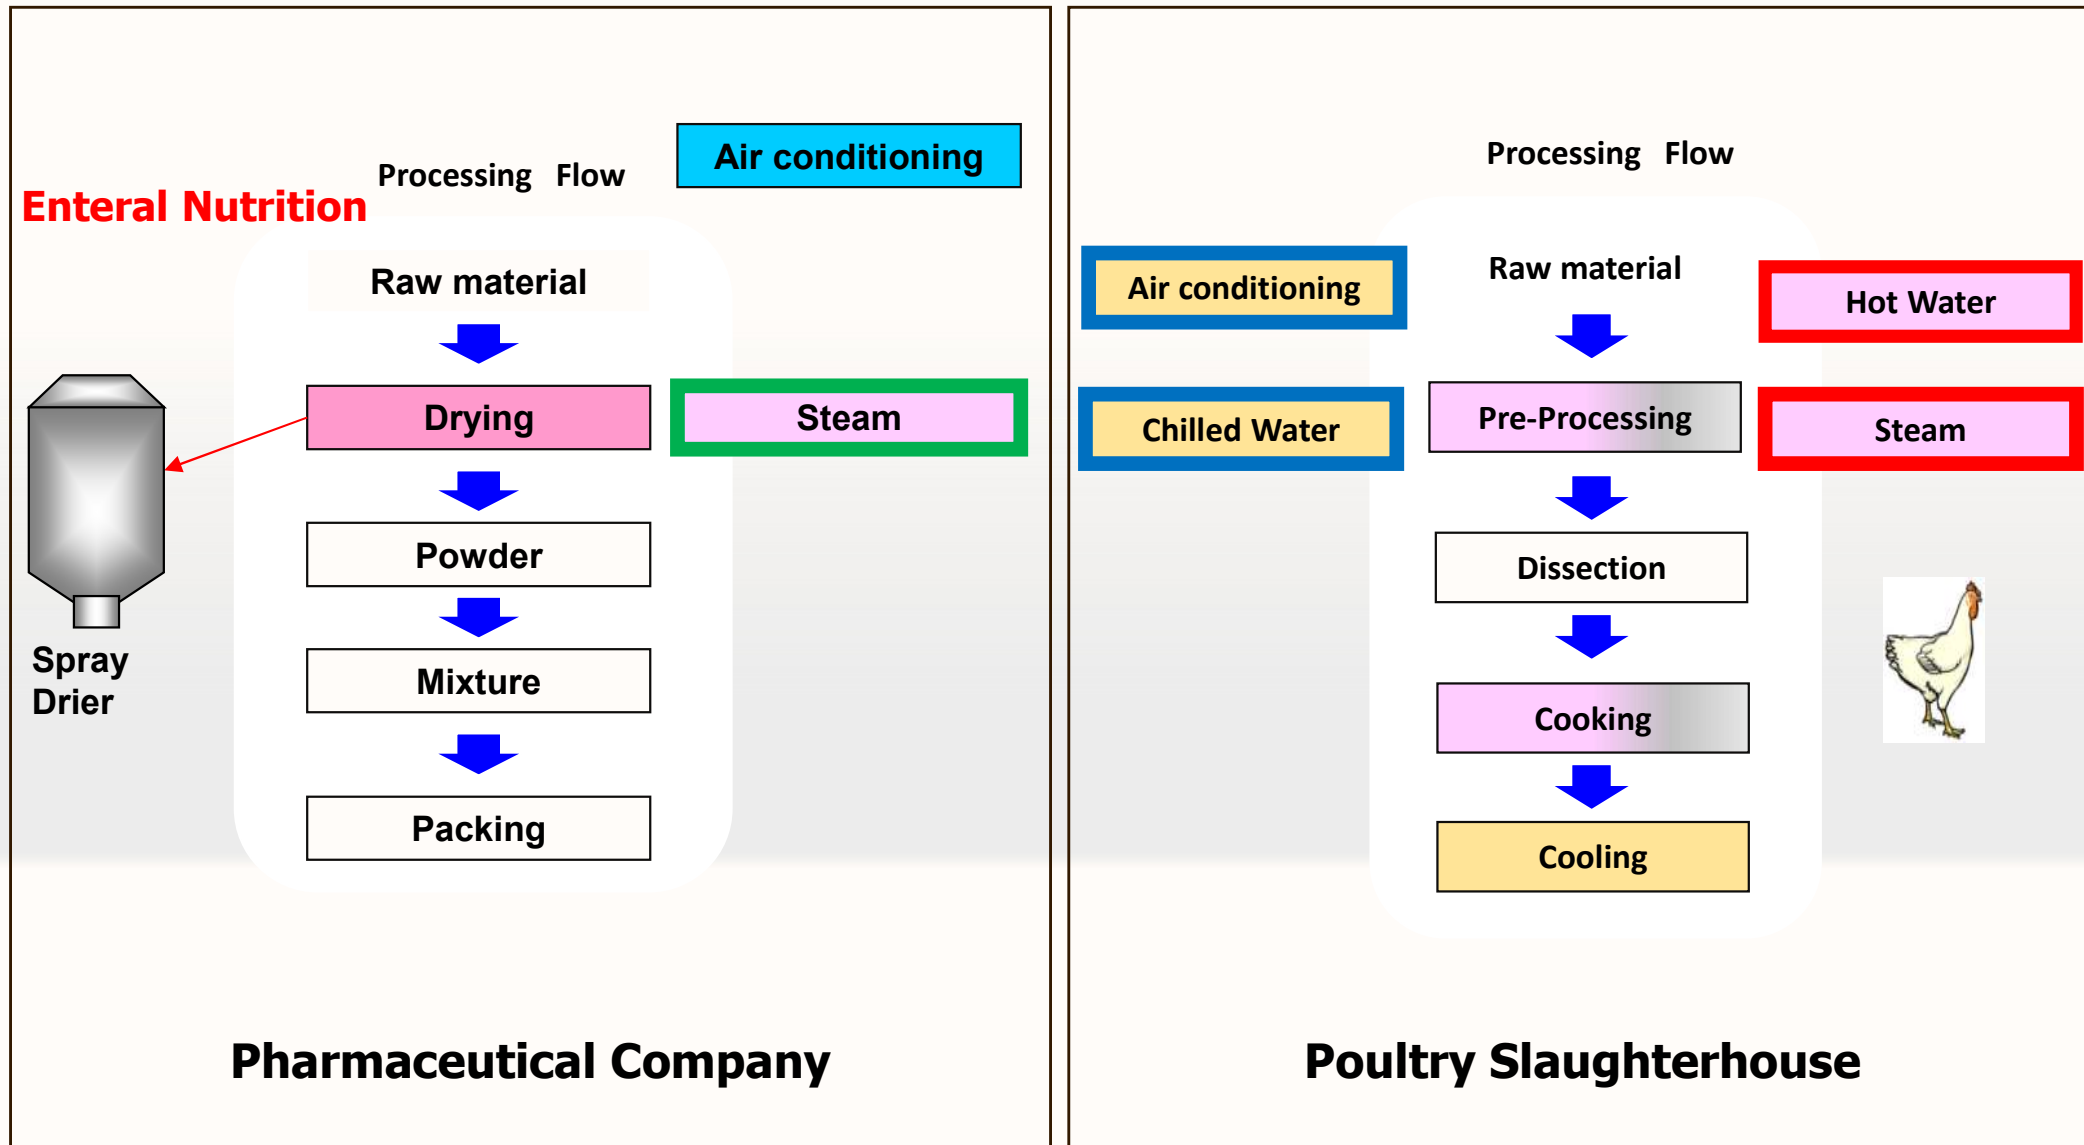 Processing Flow
Air conditioning
Enteral Nutrition
Raw material
Drying
Steam
Powder
Spray
Drier
Mixture
Packing
Pharmaceutical Company
Processing Flow
Air conditioning
Raw material
Hot Water
Chilled Water
Pre-Processing
Steam
Dissection
Cooking
Cooling
Poultry Slaughterhouse